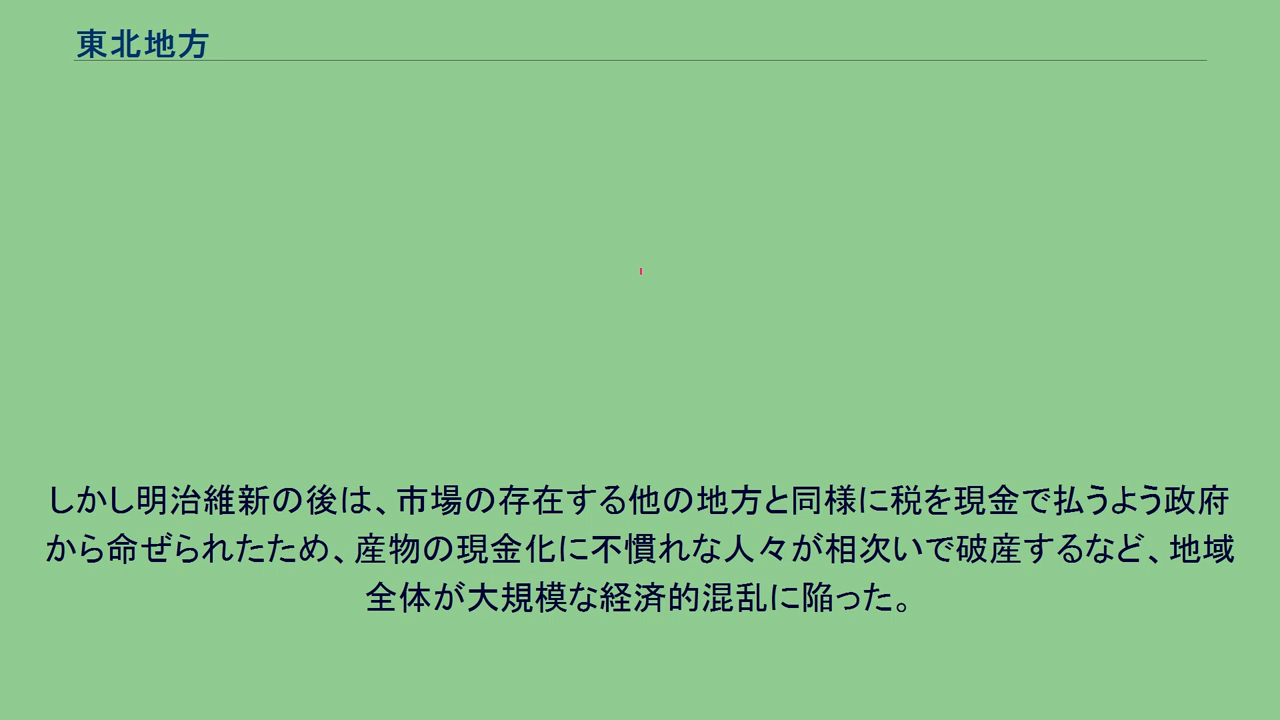 東北地方
しかし明治維新の後は、市場の存在する他の地方と同様に税を現金で払うよう政府
から命ぜられたため、産物の現金化に不慣れな人々が相次いで破産するなど、地域
全体が大規模な経済的混乱に陥った。